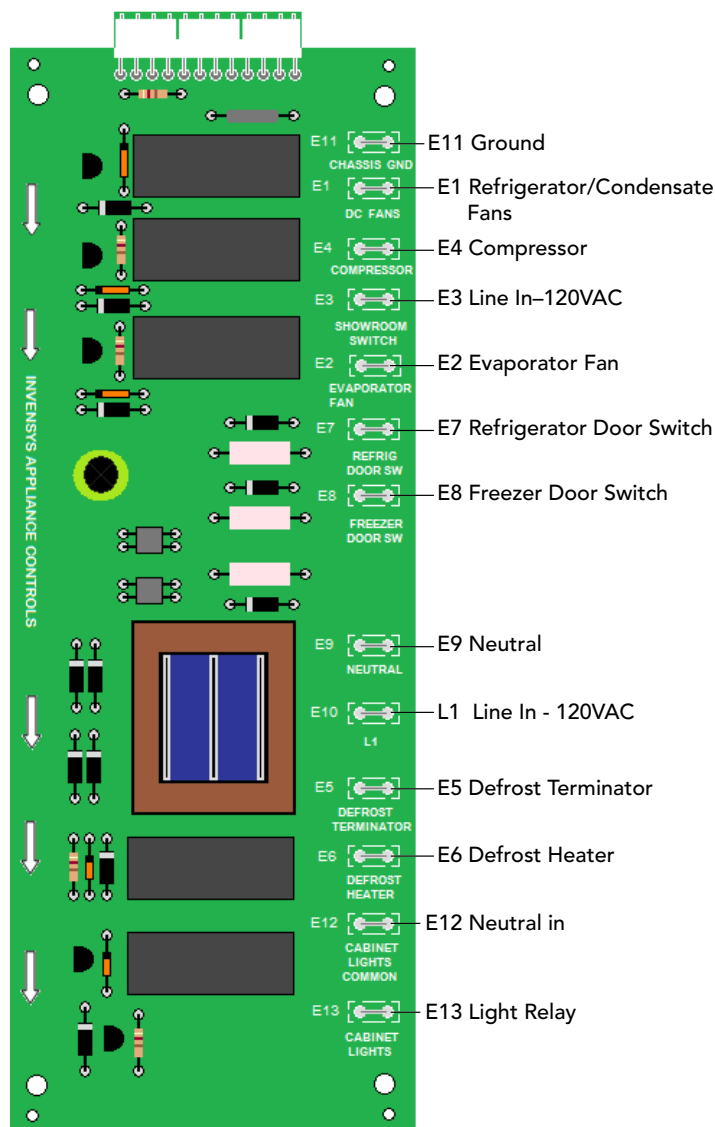 E11
CHASSIS GND
E11 Ground
E1
DC FANS
E1 Refrigerator/Condensate
Fans
E4
COMPRESSOR
E4 Compressor
E3
SHOWROOM
SWITCH
E3 Line In–120VAC
E2
EVAPORATOR
FAN
E2 Evaporator Fan
E7
REFRIG
DOOR SW
E7 Refrigerator Door Switch
E8
FREEZER
DOOR SW
E8 Freezer Door Switch
INVENSYS APPLIANCE CONTROLS
E9
NEUTRAL
E9 Neutral
E10
L1
L1 Line In - 120VAC
E5
DEFROST
TERMINATOR
E5 Defrost Terminator
E6
DEFROST
HEATER
E6 Defrost Heater
E12
CABINET
LIGHTS
COMMON
E12 Neutral in
E13
CABINET
LIGHTS
E13 Light Relay